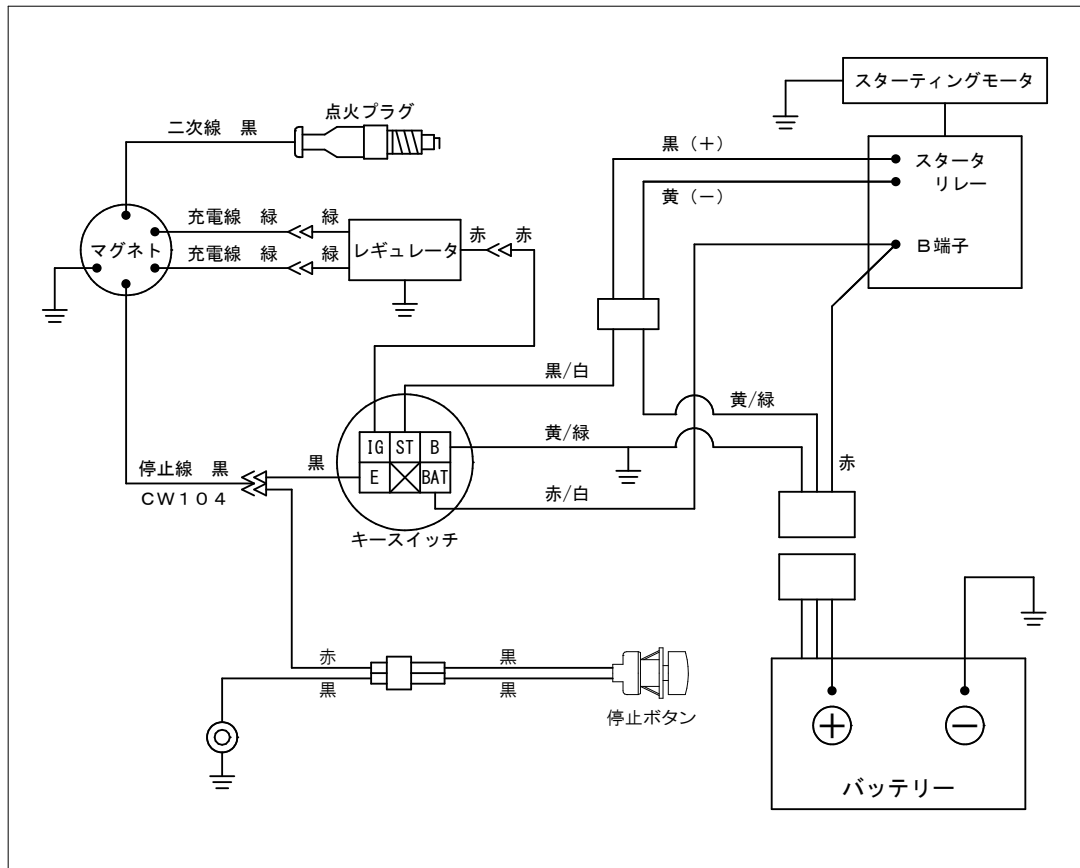 スターティングモータ
点火プラグ
二次線 黒
黒（＋）
スタータ
リレー
黄（－）
充電線 緑
緑
マグネト
レギュレータ
赤
赤
充電線 緑
緑
B端子
黒/白
黄/緑
黄/緑
IG
ST
B
E
BAT
停止線 黒
CW104
黒
赤/白
赤
キースイッチ
赤
黒
黒
黒
停止ボタン
＋
－
バッテリー